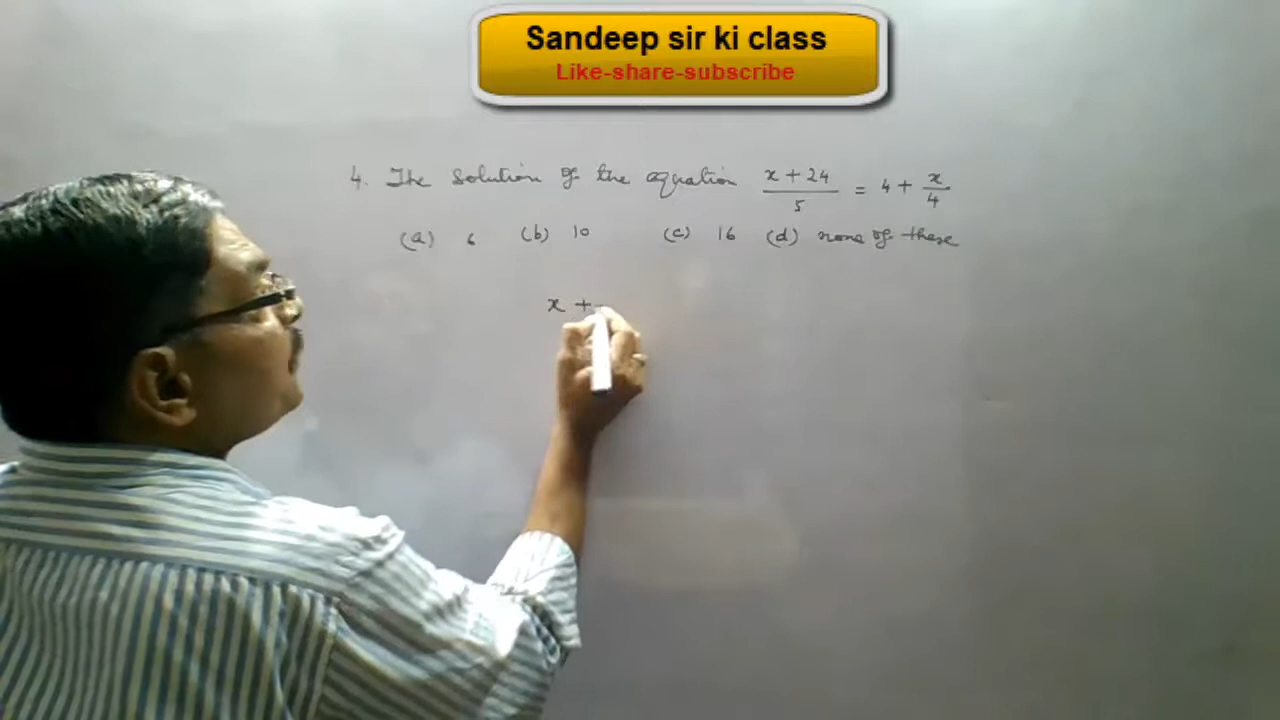 Sandeep sir ki class
Like-share-subscribe
4. The solution of the equation (x + 24)/5 = 4 + x/4
(a) 6 (b) 10 (c) 16 (d) none of these
x +